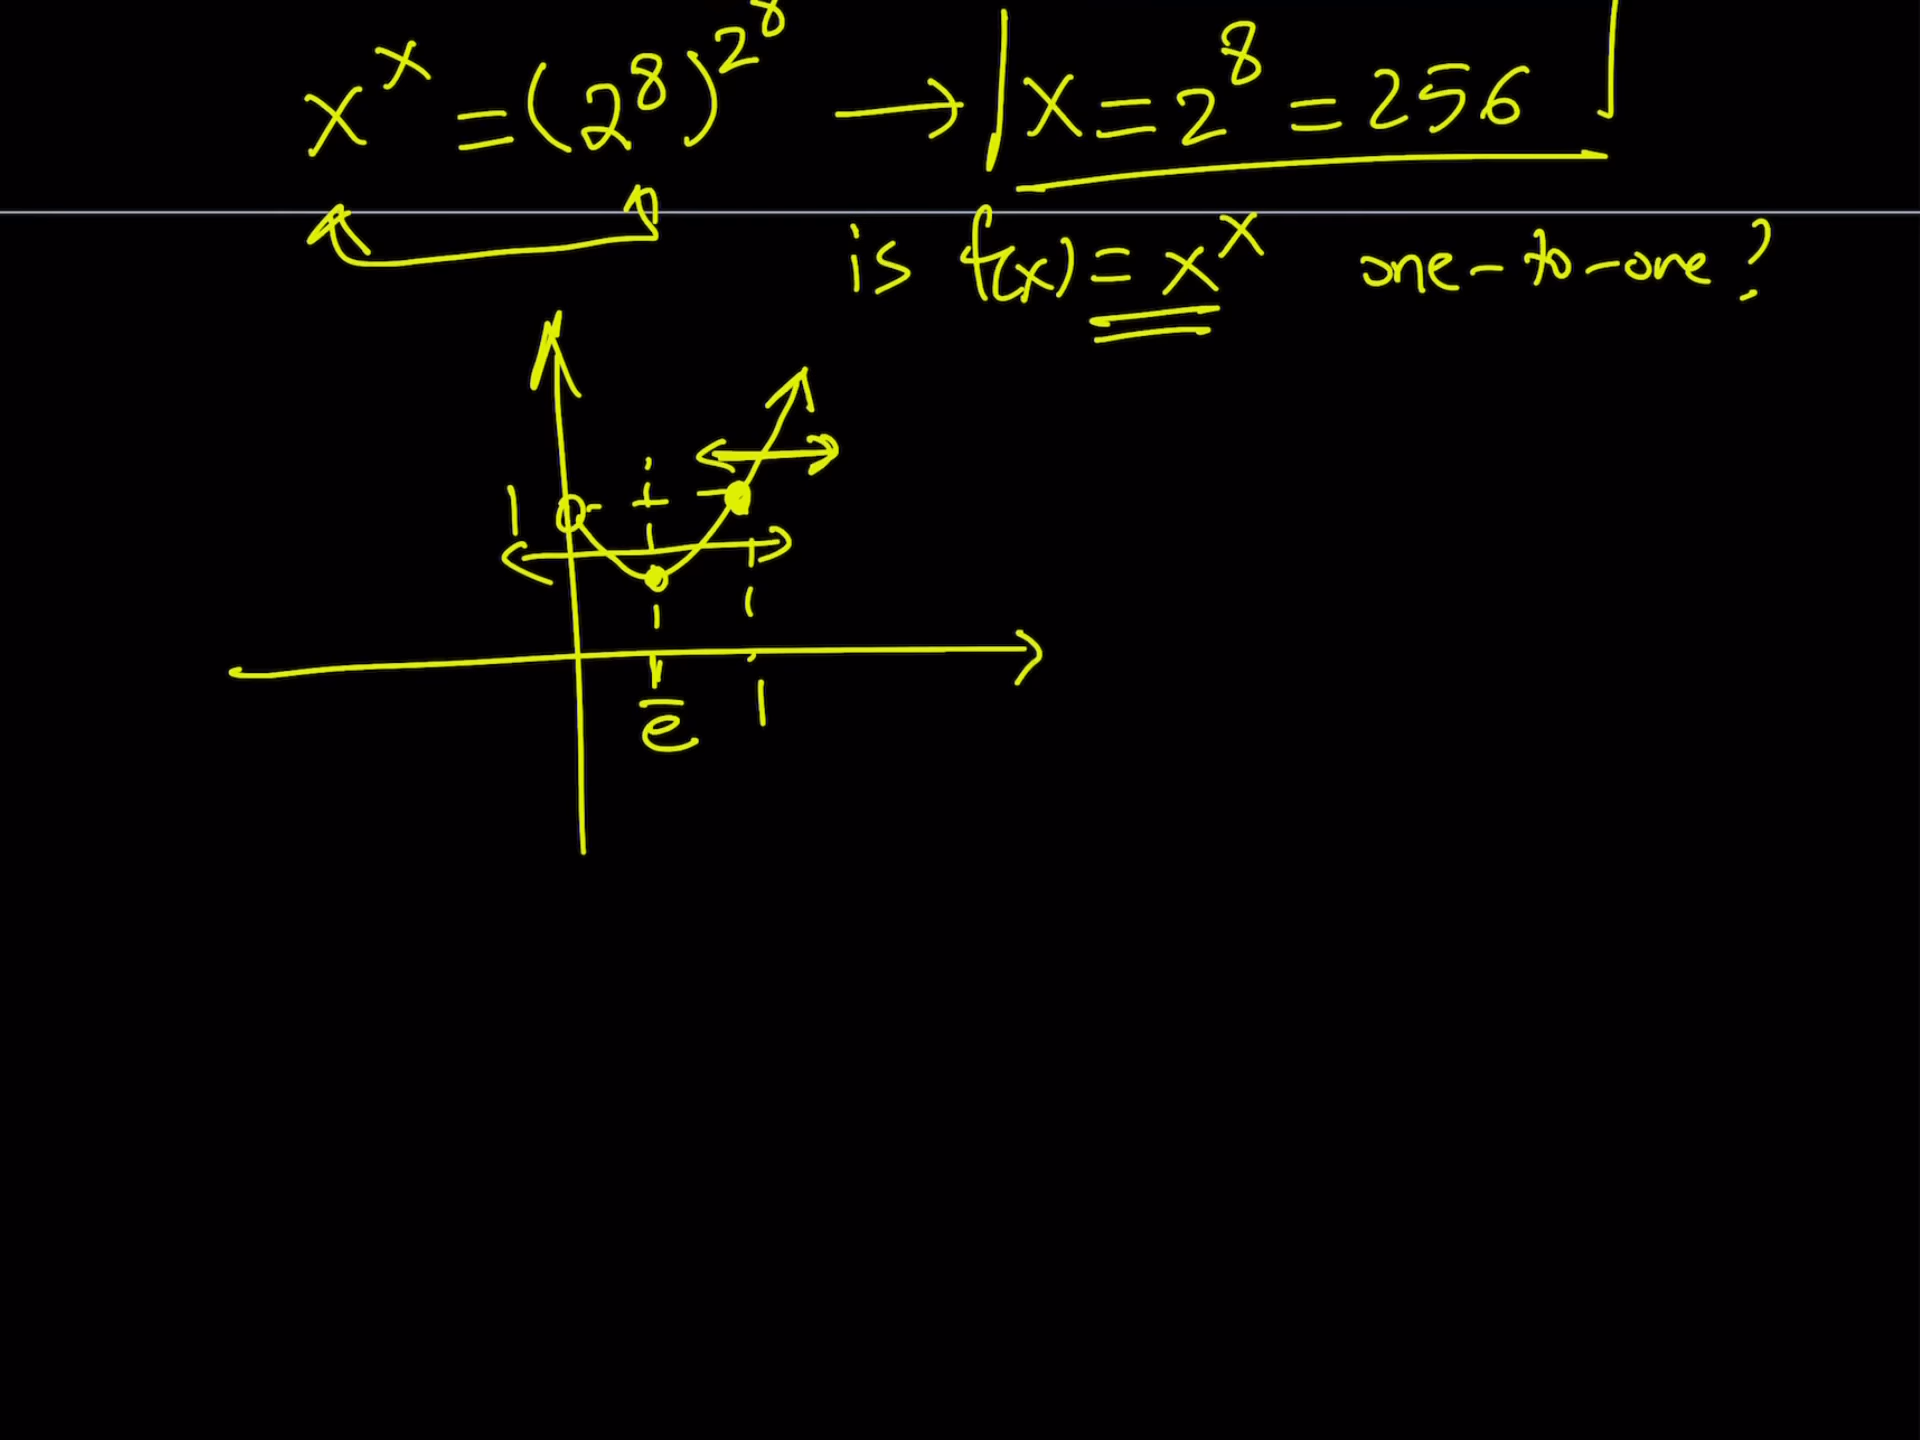 x^x = (2^8)^{2^8} → x = 2^8 = 256
is f(x) = x^x one-to-one?
1
1/e 1